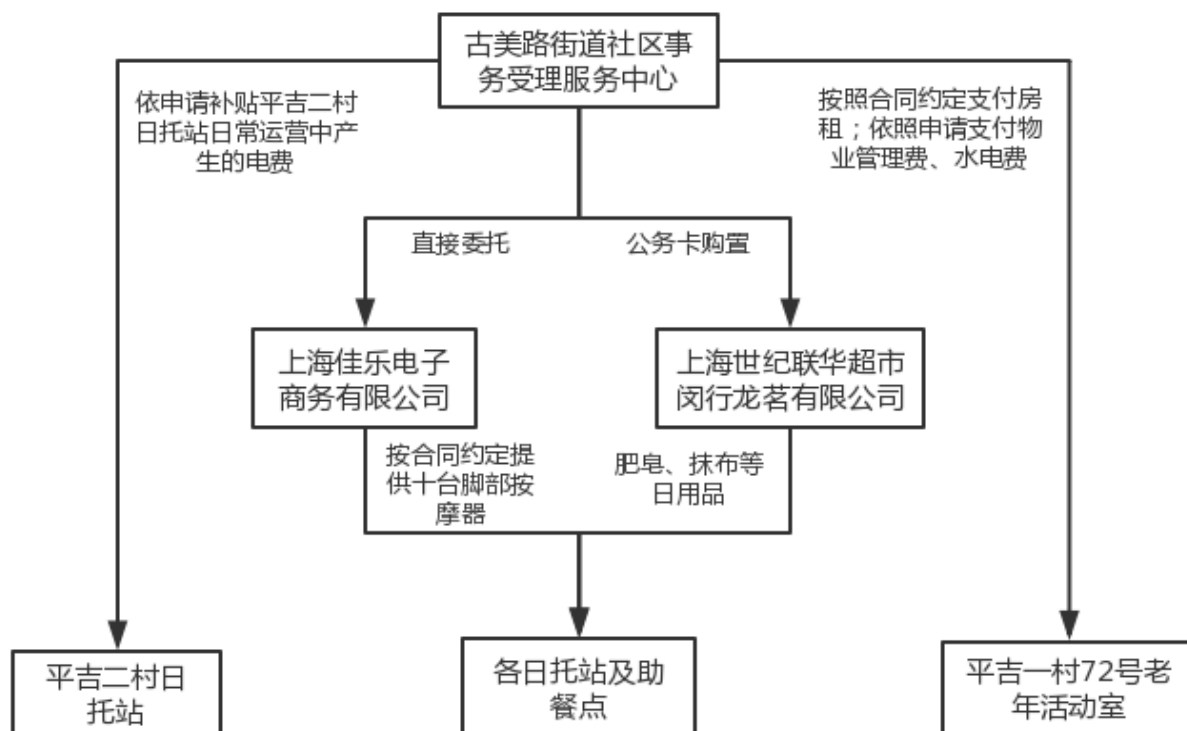 古美路街道社区事
务受理服务中心
依申请补贴平吉二村
日托站日常运营中产
生的电费
按照合同约定支付房
租；依照申请支付物
业管理费、水电费
直接委托
公务卡购置
上海佳乐电子
商务有限公司
上海世纪联华超市
闵行龙茗有限公司
按合同约定提
供十台脚部按
摩器
肥皂、抹布等
日用品
平吉二村日
托站
各日托站及助
餐点
平吉一村72号老
年活动室